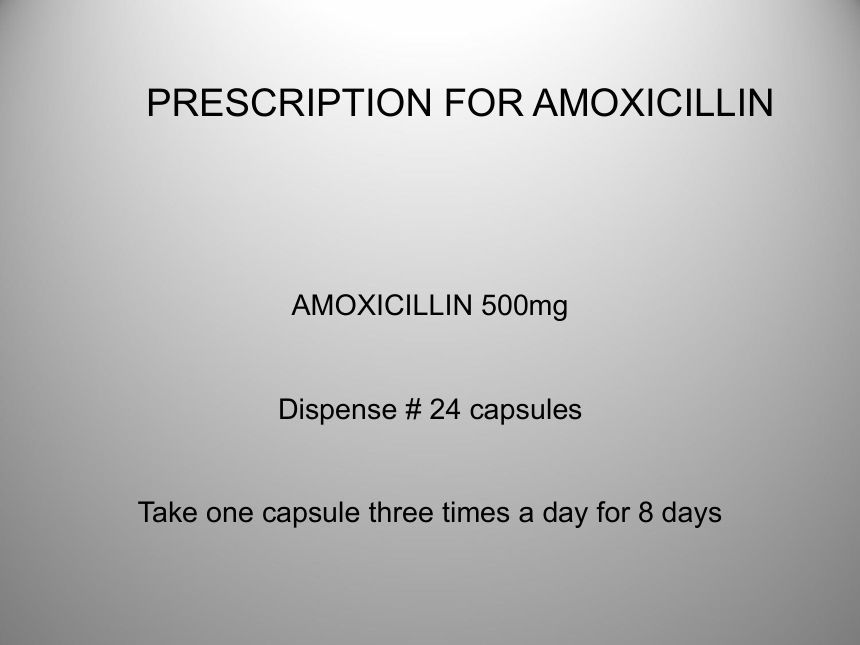 PRESCRIPTION FOR AMOXICILLIN
AMOXICILLIN 500mg
Dispense # 24 capsules
Take one capsule three times a day for 8 days